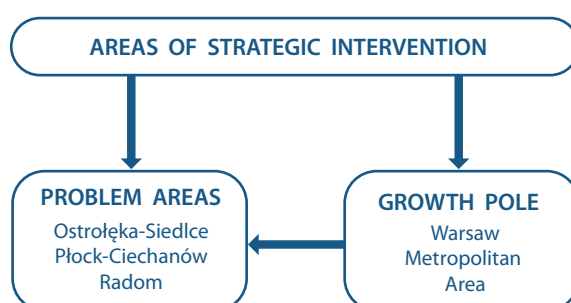 AREAS OF STRATEGIC INTERVENTION
PROBLEM AREAS
Ostrołęka-Siedlce
Płock-Ciechanów
Radom
GROWTH POLE
Warsaw
Metropolitan
Area